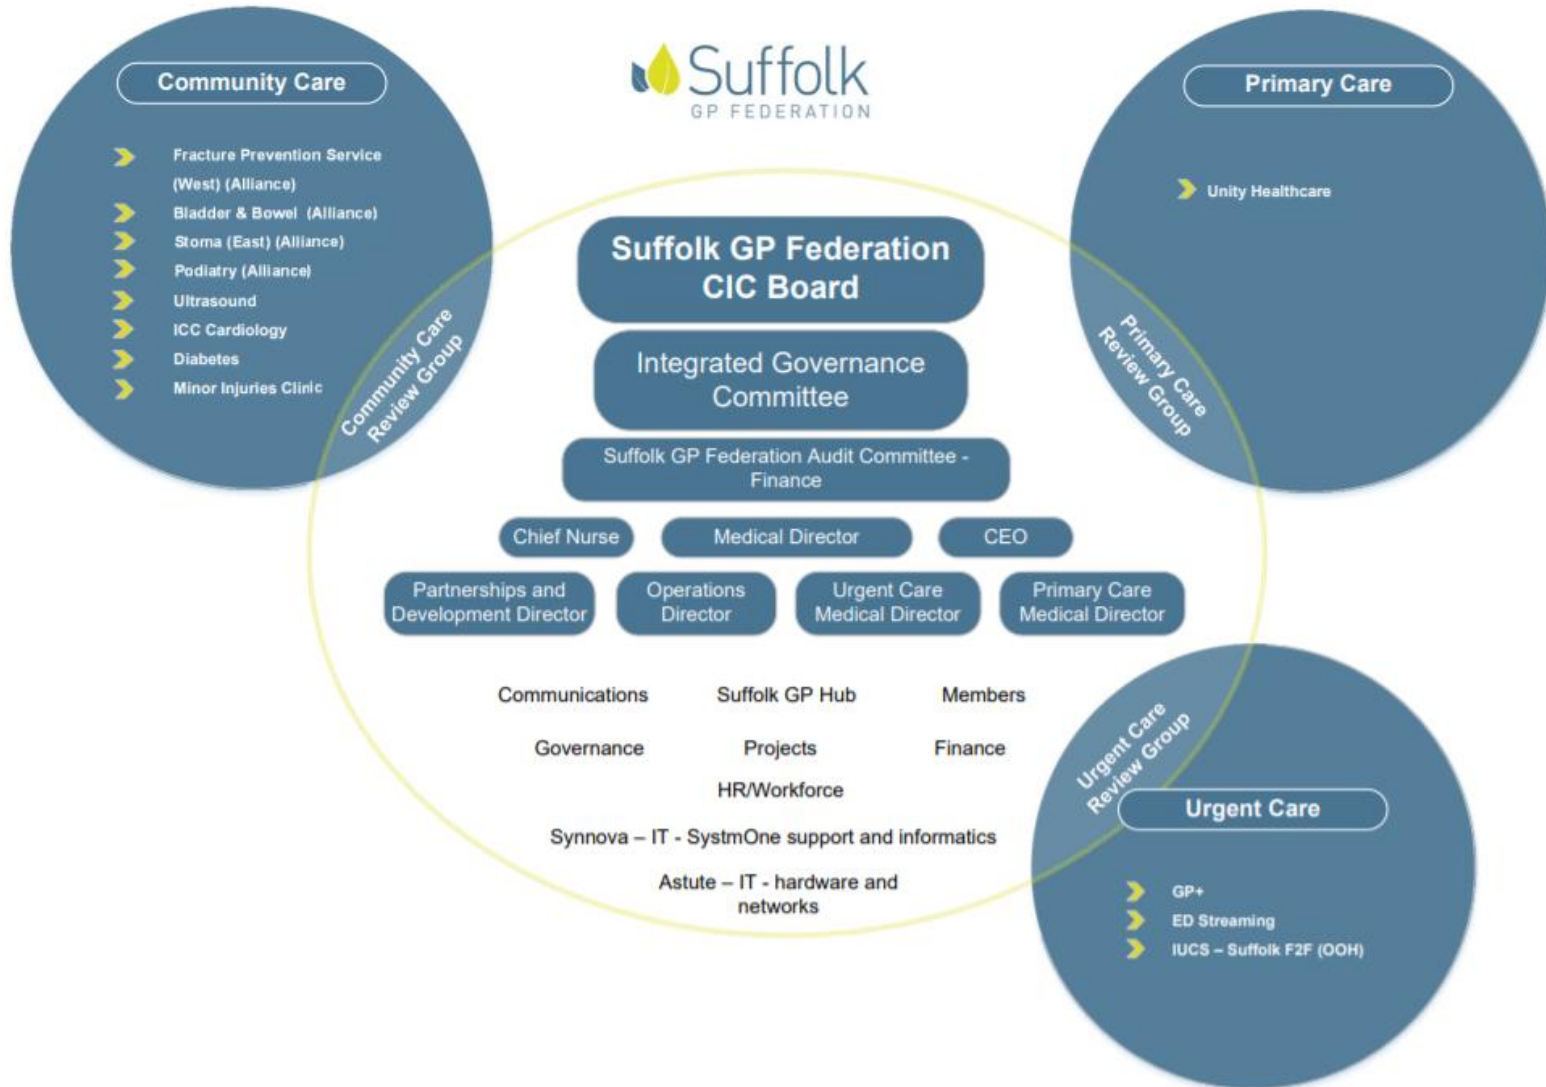 Suffolk
GP FEDERATION
Community Care
Fracture Prevention Service
(West) (Alliance)
Bladder & Bowel (Alliance)
Stoma (East) (Alliance)
Podiatry (Alliance)
Ultrasound
ICC Cardiology
Diabetes
Minor Injuries Clinic
Community Care
Review Group
Primary Care
Unity Healthcare
Primary Care
Review Group
Suffolk GP Federation
CIC Board
Integrated Governance
Committee
Suffolk GP Federation Audit Committee -
Finance
Chief Nurse
Medical Director
CEO
Partnerships and
Development Director
Operations
Director
Urgent Care
Medical Director
Primary Care
Medical Director
Communications
Suffolk GP Hub
Members
Governance
Projects
Finance
HR/Workforce
Synnova – IT - SystmOne support and informatics
Astute – IT - hardware and
networks
Urgent Care
Review Group
Urgent Care
GP+
ED Streaming
IUCS – Suffolk F2F (OOH)